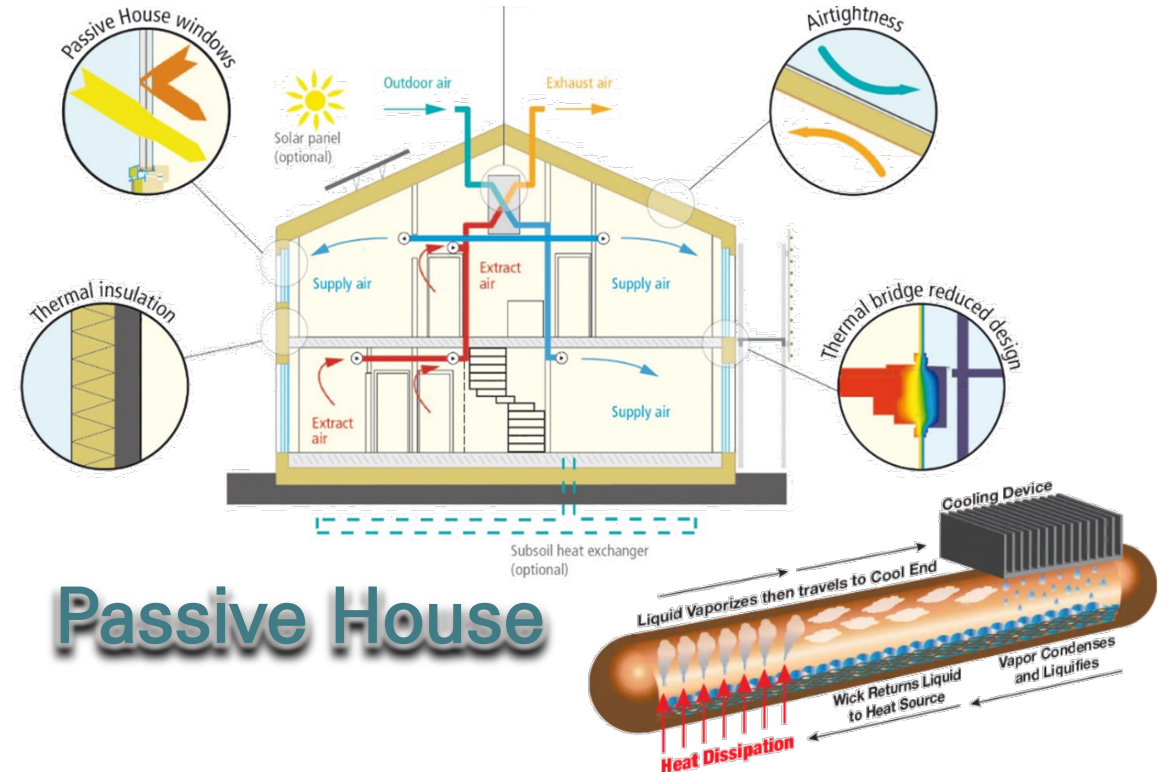 Passive House windows
Airtightness
Outdoor air
Exhaust air
Solar panel
(optional)
Supply air
Extract
air
Supply air
Thermal insulation
Thermal bridge reduced design
Extract
air
Supply air
Subsoil heat exchanger
(optional)
Passive House
Cooling Device
Liquid Vaporizes then travels to Cool End
Vapor Condenses
and Liquifies
Wick Returns Liquid
to Heat Source
Heat Dissipation